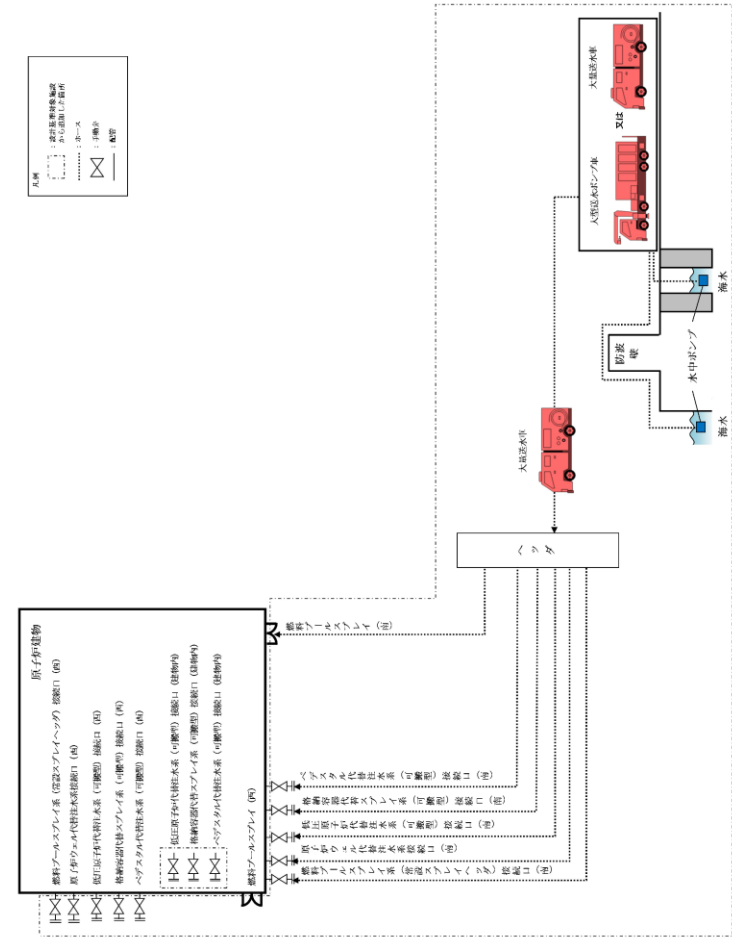 凡例
：設計基準対象施設
から追加した箇所
：ホース
：手動弁
：配管
原子炉建物
燃料プールスプレイ系（常設スプレイヘッダ）接続口（西）
原子炉ウェル代替注水系接続口（西）
低圧原子炉代替注水系（可搬型）接続口（西）
格納容器代替スプレイ系（可搬型）接続口（西）
ペデスタル代替注水系（可搬型）接続口（西）
低圧原子炉代替注水系（可搬型）接続口（建物内）
格納容器代替スプレイ系（可搬型）接続口（建物内）
ペデスタル代替注水系（可搬型）接続口（建物内）
燃料プールスプレイ（西）
燃料プールスプレイ（南）
ペデスタル代替注水系（可搬型）接続口（南）
格納容器代替スプレイ系（可搬型）接続口（南）
低圧原子炉代替注水系（可搬型）接続口（南）
原子炉ウェル代替注水系接続口（南）
燃料プールスプレイ系（常設スプレイヘッダ）接続口（南）
ヘッダ
大量送水車
大型送水ポンプ車
又は
大量送水車
防波
壁
水中ポンプ
海水
海水